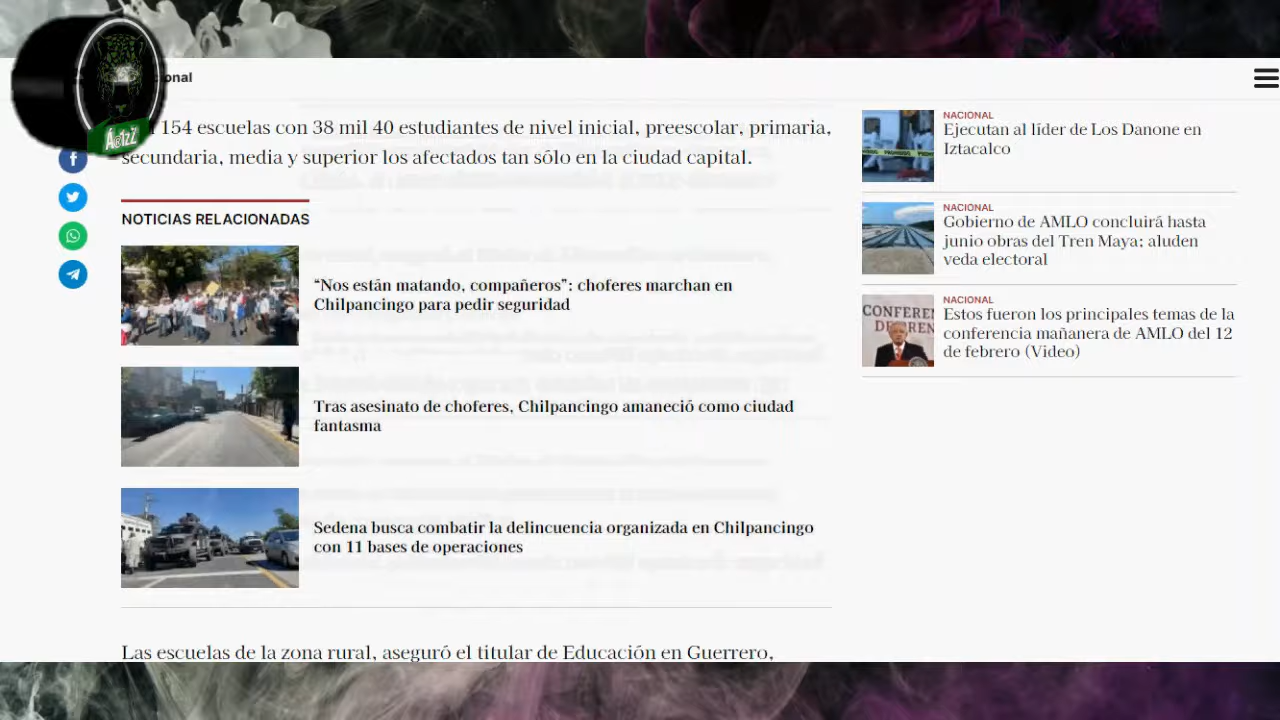 onal
154 escuelas con 38 mil 40 estudiantes de nivel inicial, preescolar, primaria,
secundaria, media y superior los afectados tan sólo en la ciudad capital.
NOTICIAS RELACIONADAS
“Nos están matando, compañeros”: choferes marchan en
Chilpancingo para pedir seguridad
Tras asesinato de choferes, Chilpancingo amaneció como ciudad
fantasma
Sedena busca combatir la delincuencia organizada en Chilpancingo
con 11 bases de operaciones
Las escuelas de la zona rural, aseguró el titular de Educación en Guerrero,
NACIONAL
Ejecutan al líder de Los Danone en
Iztacalco
NACIONAL
Gobierno de AMLO concluirá hasta
junio obras del Tren Maya; aluden
veda electoral
CONFEREN
NACIONAL
Estos fueron los principales temas de la
conferencia mañanera de AMLO del 12
de febrero (Video)